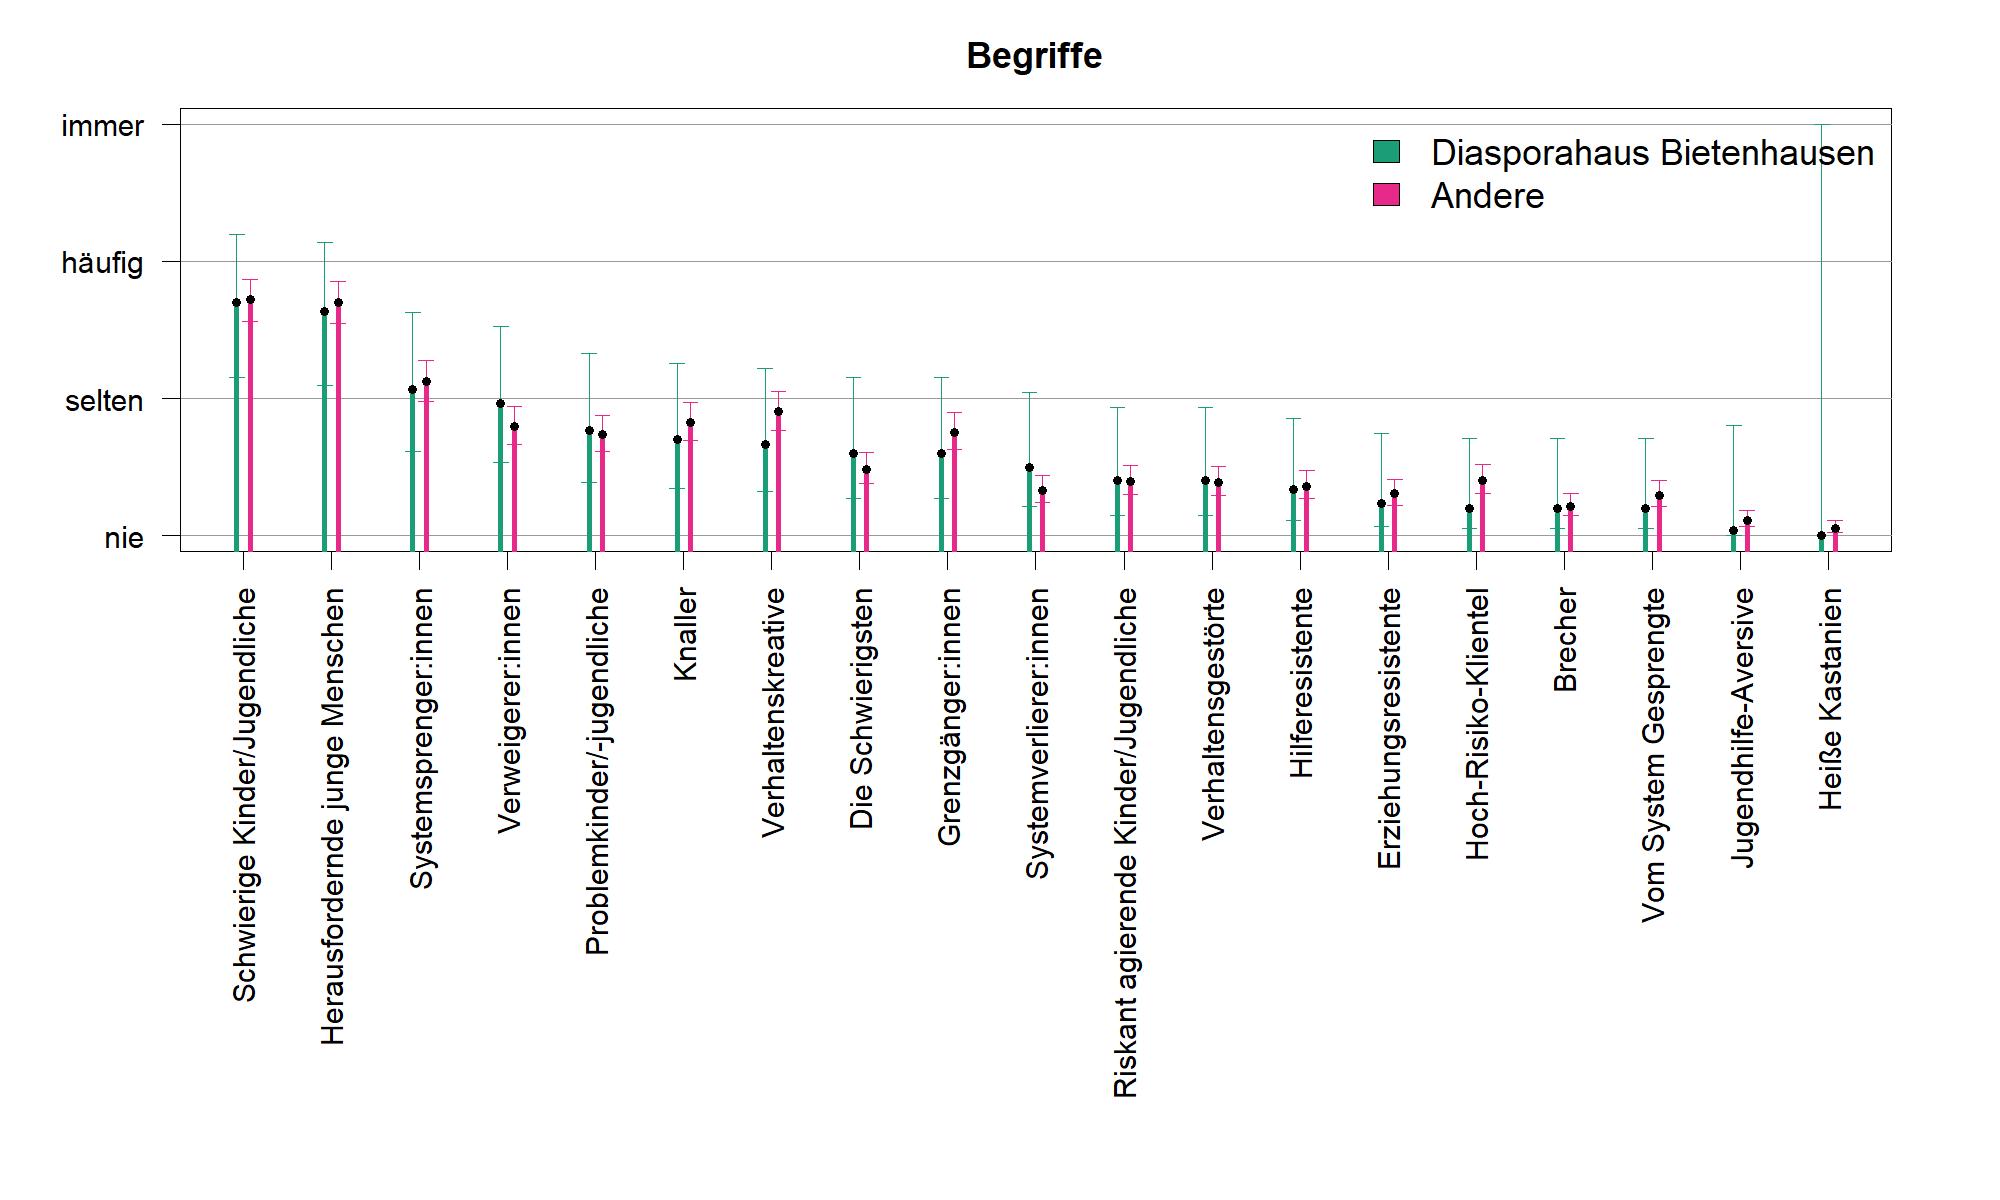 Begriffe
immer
häufig
selten
nie
Diasporahaus Bietenhausen
Andere
Schwierige Kinder/Jugendliche
Herausfordernde junge Menschen
Systemsprenger:innen
Verweigerer:innen
Problemkinder/-jugendliche
Knaller
Verhaltenskreative
Die Schwierigsten
Grenzgänger:innen
Systemverlierer:innen
Riskant agierende Kinder/Jugendliche
Verhaltensgestörte
Hilferesistente
Erziehungsresistente
Hoch-Risiko-Klientel
Brecher
Vom System Gesprengte
Jugendhilfe-Aversive
Heiße Kastanien